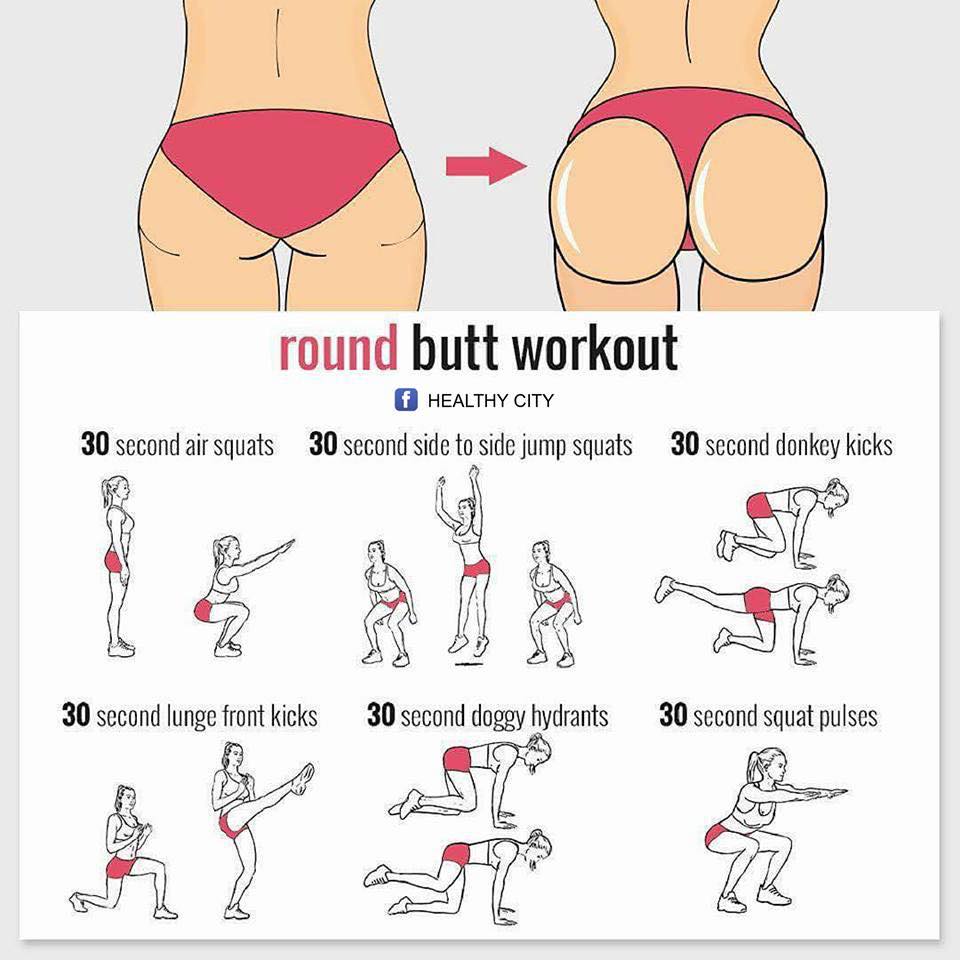 round butt workout
f HEALTHY CITY
30 second air squats
30 second side to side jump squats
30 second donkey kicks
30 second lunge front kicks
30 second doggy hydrants
30 second squat pulses